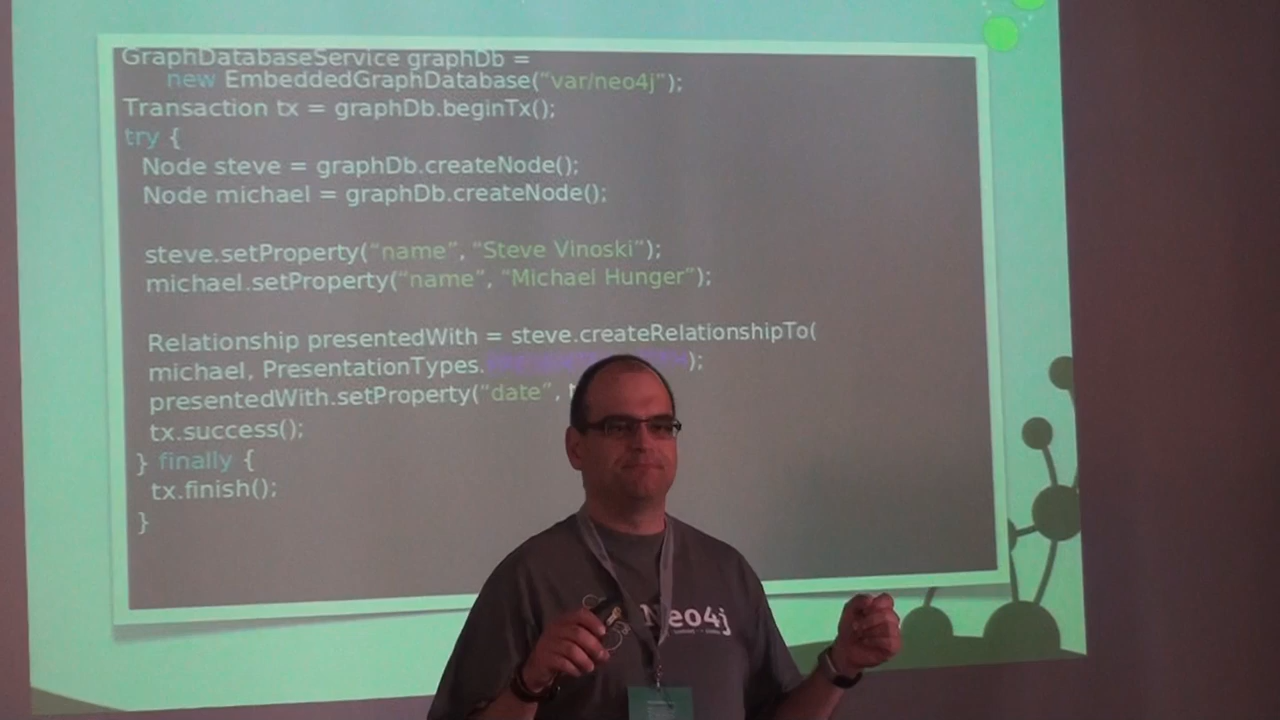 GraphDatabaseService graphDb =
new EmbeddedGraphDatabase(“var/neo4j”);
Transaction tx = graphDb.beginTx();
try {
Node steve = graphDb.createNode();
Node michael = graphDb.createNode();
steve.setProperty(“name”, “Steve Vinoski”);
michael.setProperty(“name”, “Michael Hunger”);
Relationship presentedWith = steve.createRelationshipTo(
michael, PresentationTypes.);
presentedWith.setProperty(“date”,
tx.success();
} finally {
tx.finish();
}
Neo4j